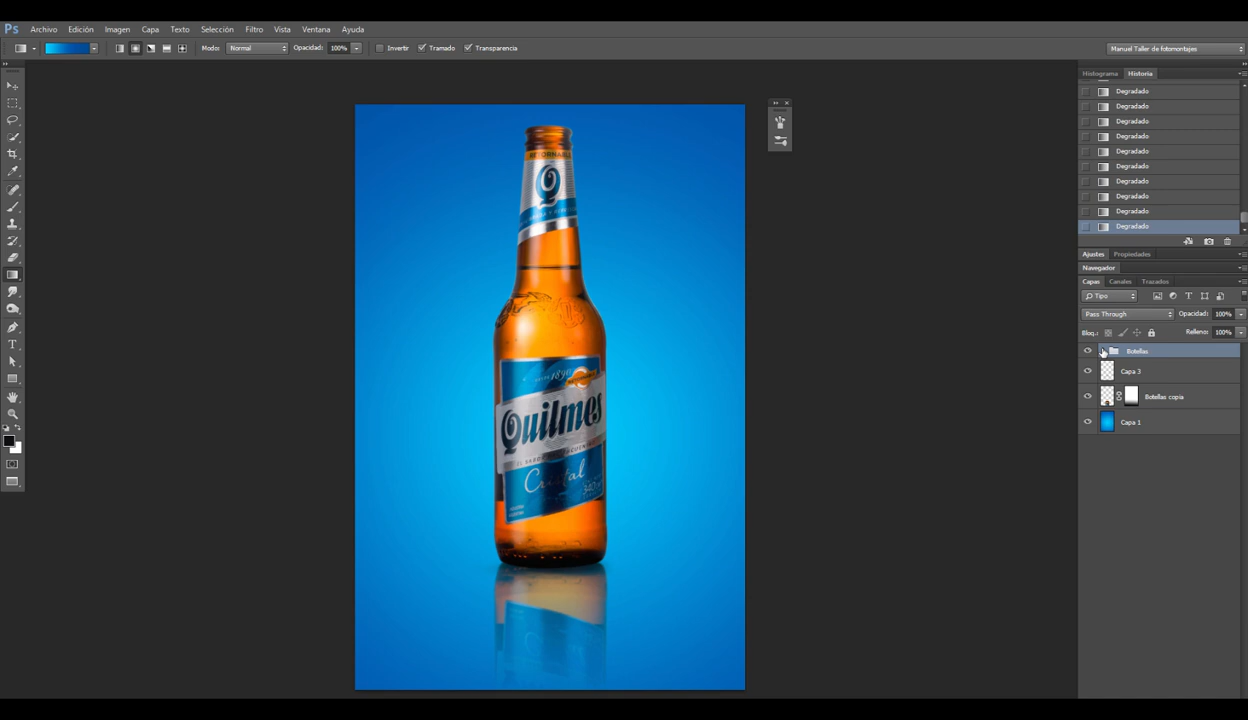 Ps Archivo Edición Imagen Capa Texto Selección Filtro Vista Ventana Ayuda
Modo: Normal Opacidad: 100% Invertir Tramado Transparencia Manuel Taller de fotomontajes
Histograma Historia
Degradado
Degradado
Degradado
Degradado
Degradado
Degradado
Degradado
Degradado
Degradado
Degradado
Ajustes Propiedades
Navegador
Capas Canales Trazados
Tipo
Pass Through Opacidad: 100%
Bloq.: Relleno: 100%
Botellas
Capa 3
Botellas copia
Capa 1
RETORNABLE
Q
1890
Quilmes
Cristal
340